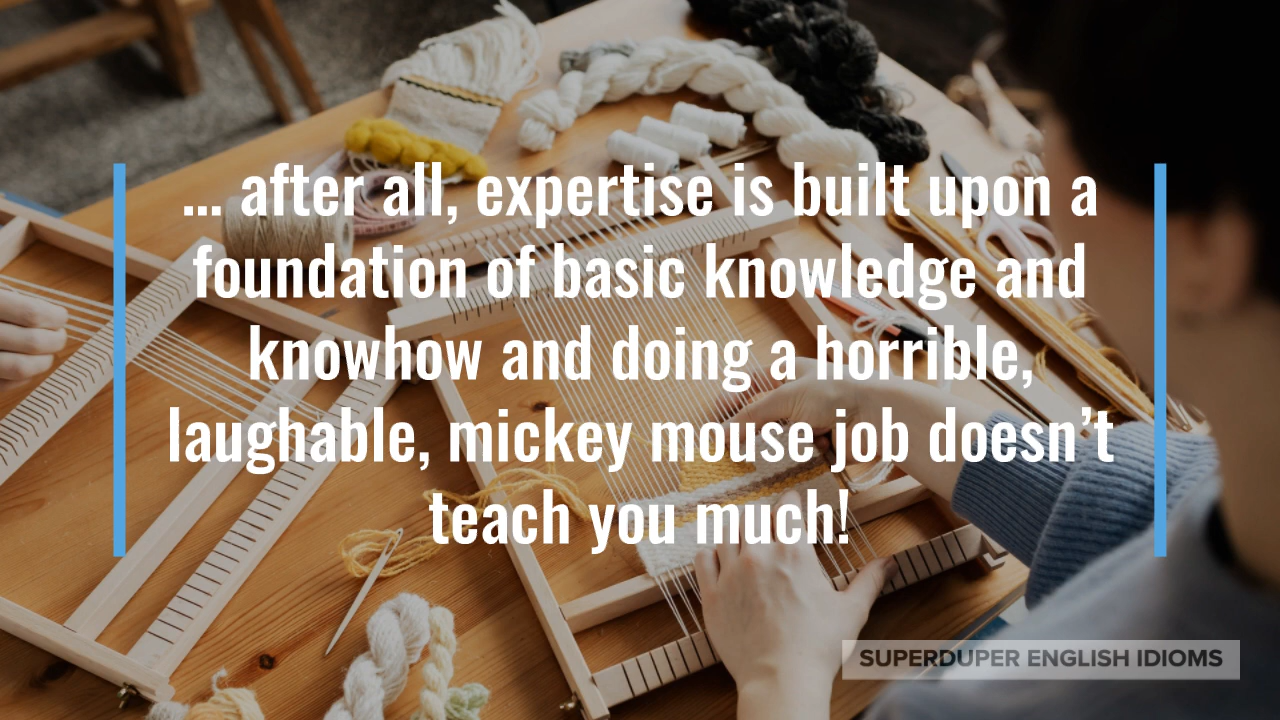 ... after all, expertise is built upon a
foundation of basic knowledge and
knowhow and doing a horrible,
laughable, mickey mouse job doesn’t
teach you much!
SUPERDUPER ENGLISH IDIOMS